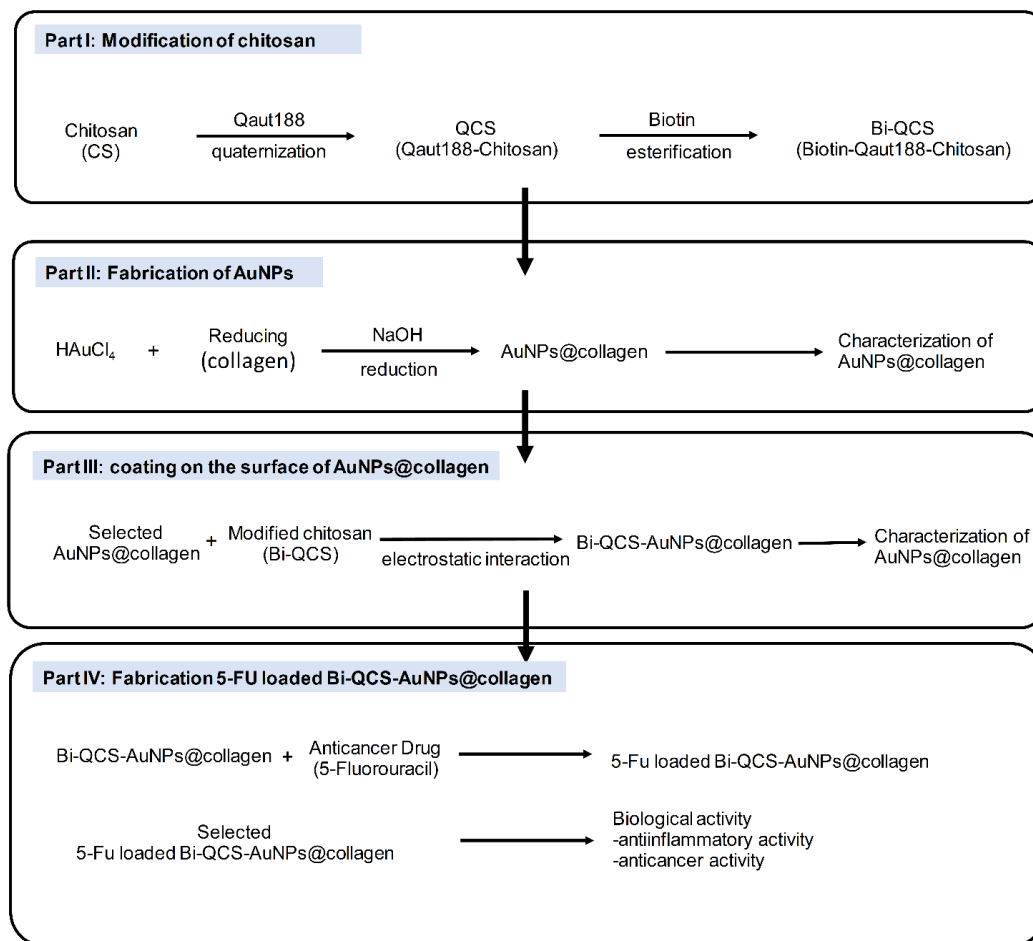 Part I: Modification of chitosan
Chitosan
(CS)
Qaut188
quaternization
QCS
(Qaut188-Chitosan)
Biotin
esterification
Bi-QCS
(Biotin-Qaut188-Chitosan)
Part II: Fabrication of AuNPs
HAuCl₄
+
Reducing
(collagen)
NaOH
reduction
AuNPs@collagen
Characterization of
AuNPs@collagen
Part III: coating on the surface of AuNPs@collagen
Selected
AuNPs@collagen
+
Modified chitosan
(Bi-QCS)
electrostatic interaction
Bi-QCS-AuNPs@collagen
Characterization of
AuNPs@collagen
Part IV: Fabrication 5-FU loaded Bi-QCS-AuNPs@collagen
Bi-QCS-AuNPs@collagen
+
Anticancer Drug
(5-Fluorouracil)
5-Fu loaded Bi-QCS-AuNPs@collagen
Selected
5-Fu loaded Bi-QCS-AuNPs@collagen
Biological activity
-antiinflammatory activity
-anticancer activity